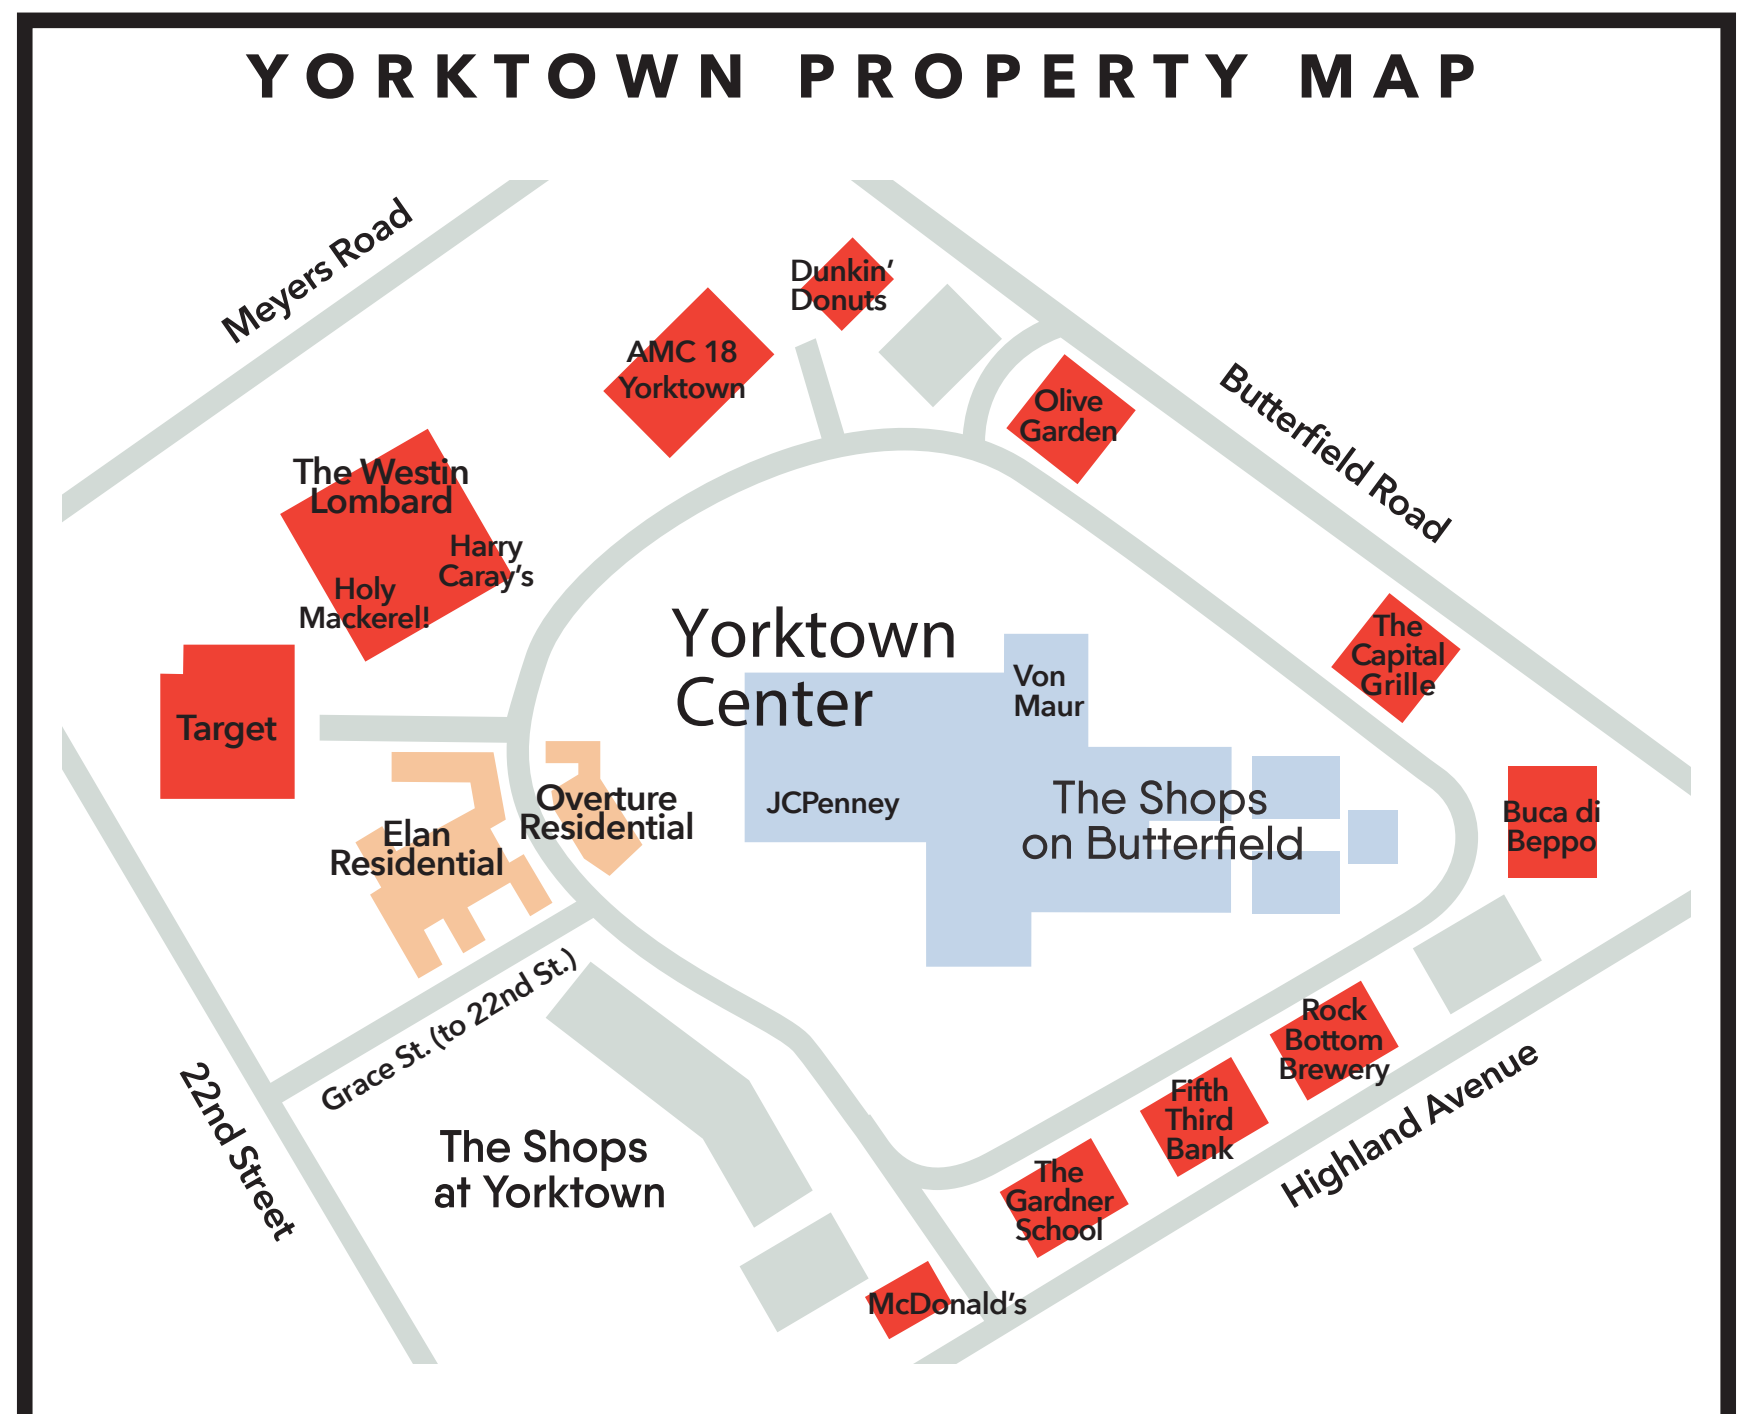 YORKTOWN PROPERTY MAP
Meyers Road
Dunkin'
Donuts
AMC 18
Yorktown
Olive
Garden
Butterfield Road
The Westin
Lombard
Harry
Caray's
Holy
Mackerel!
Yorktown
Center
The
Capital
Grille
Von
Maur
Target
JCPenney
The Shops
on Butterfield
Overture
Residential
Elan
Residential
Buca di
Beppo
Grace St. (to 22nd St.)
22nd Street
Rock
Bottom
Brewery
Fifth
Third
Bank
Highland Avenue
The Shops
at Yorktown
The
Gardner
School
McDonald's